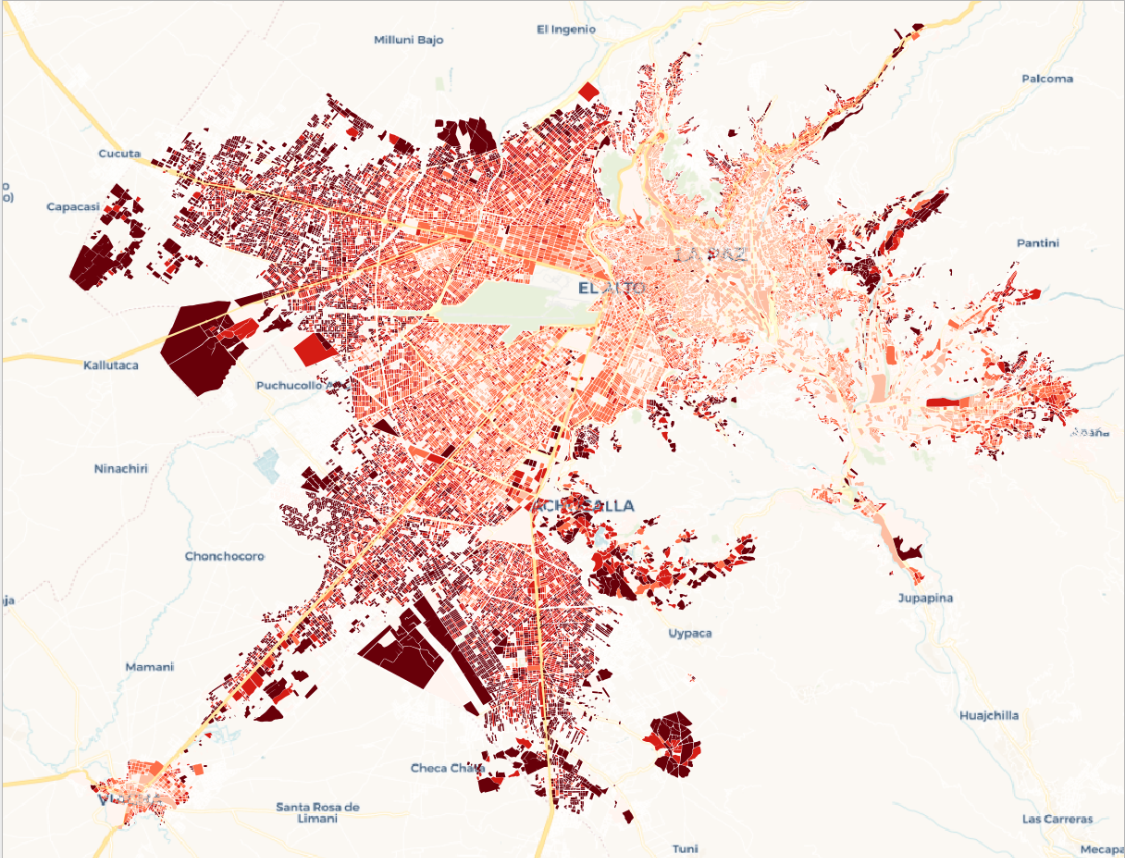 El Ingenio
Milluni Bajo
Palcoma
Cucuta
o)
Capacasi
Pantini
LA PAZ
EL ALTO
Kallutaca
Puchucollo
Ninachiri
ACHOCALLA
Chonchocoro
Jupapina
Uypaca
Mamani
Huajchilla
Checa Chata
VIACHA
Santa Rosa de
Limani
Las Carreras
Tuni
Mecapa